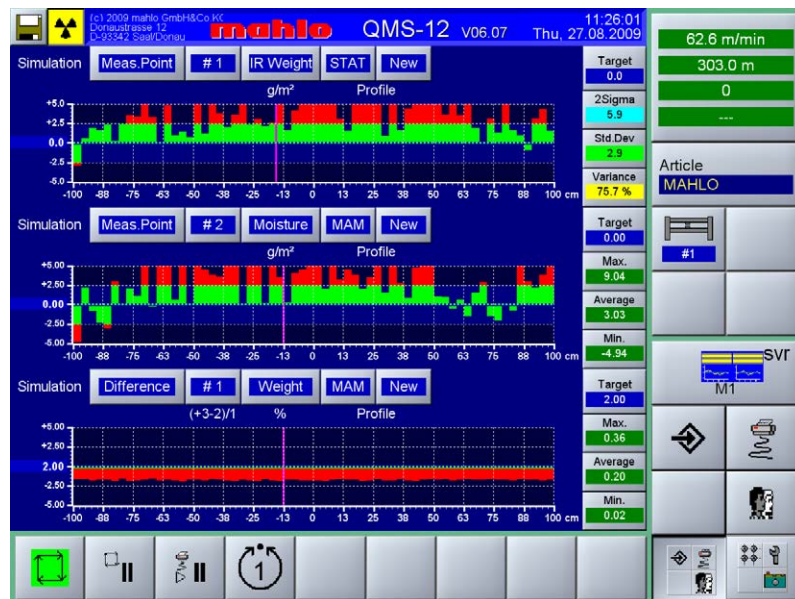 (c) 2009 mahlo GmbH&Co.KG
Donaustrasse 12
D-93342 Saal/Donau
mahlo
QMS-12 V06.07
11:26:01
Thu, 27.08.2009
62.6 m/min
303.0 m
0
---
Article
MAHLO
#1
svr
M1
Simulation Meas.Point # 1 IR Weight STAT New
g/m² Profile
+5.0
+2.5
0.0
-2.5
-5.0
-100 -88 -75 -63 -50 -38 -25 -13 0 13 25 38 50 63 75 88 100 cm
Target
0.0
2Sigma
5.9
Std.Dev
2.9
Variance
75.7 %
Simulation Meas.Point # 2 Moisture MAM New
g/m² Profile
+5.00
+2.50
0.00
-2.50
-5.00
-100 -88 -75 -63 -50 -38 -25 -13 0 13 25 38 50 63 75 88 100 cm
Target
0.00
Max.
9.04
Average
3.03
Min.
-4.94
Simulation Difference # 1 Weight MAM New
(+3-2)/1 % Profile
+5.00
+2.50
2.00
-2.50
-5.00
-100 -88 -75 -63 -50 -38 -25 -13 0 13 25 38 50 63 75 88 100 cm
Target
2.00
Max.
0.36
Average
0.20
Min.
0.02
1